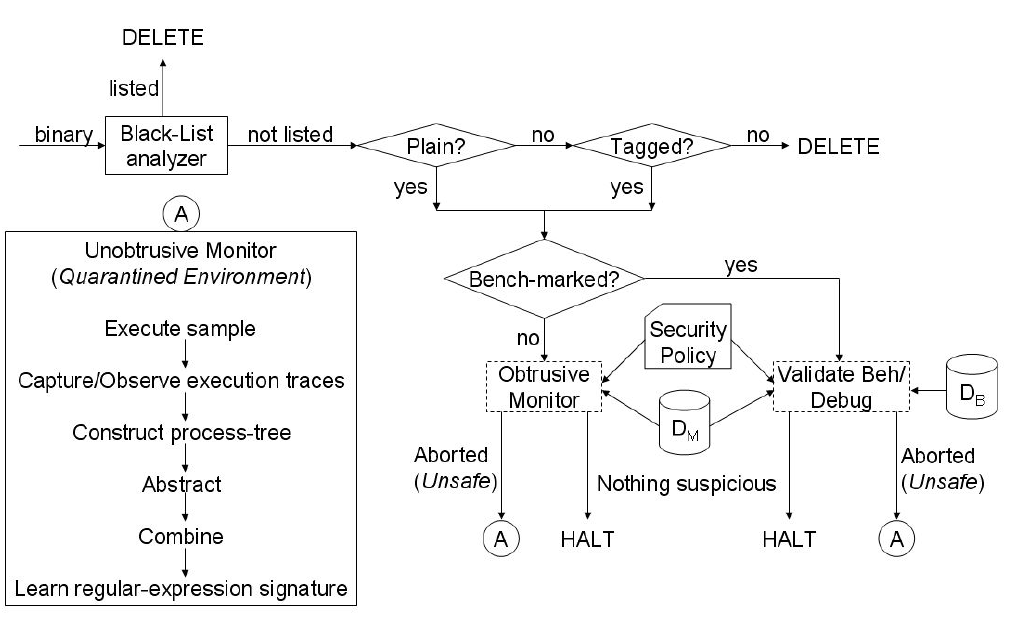 DELETE
listed
binary
Black-List
analyzer
not listed
Plain?
no
Tagged?
no
DELETE
yes
yes
A
Unobtrusive Monitor
(Quarantined Environment)
Execute sample
Capture/Observe execution traces
Construct process-tree
Abstract
Combine
Learn regular-expression signature
Bench-marked?
yes
no
Security
Policy
Obtrusive
Monitor
Validate Beh/
Debug
DB
DM
Aborted
(Unsafe)
Nothing suspicious
Aborted
(Unsafe)
A
HALT
HALT
A